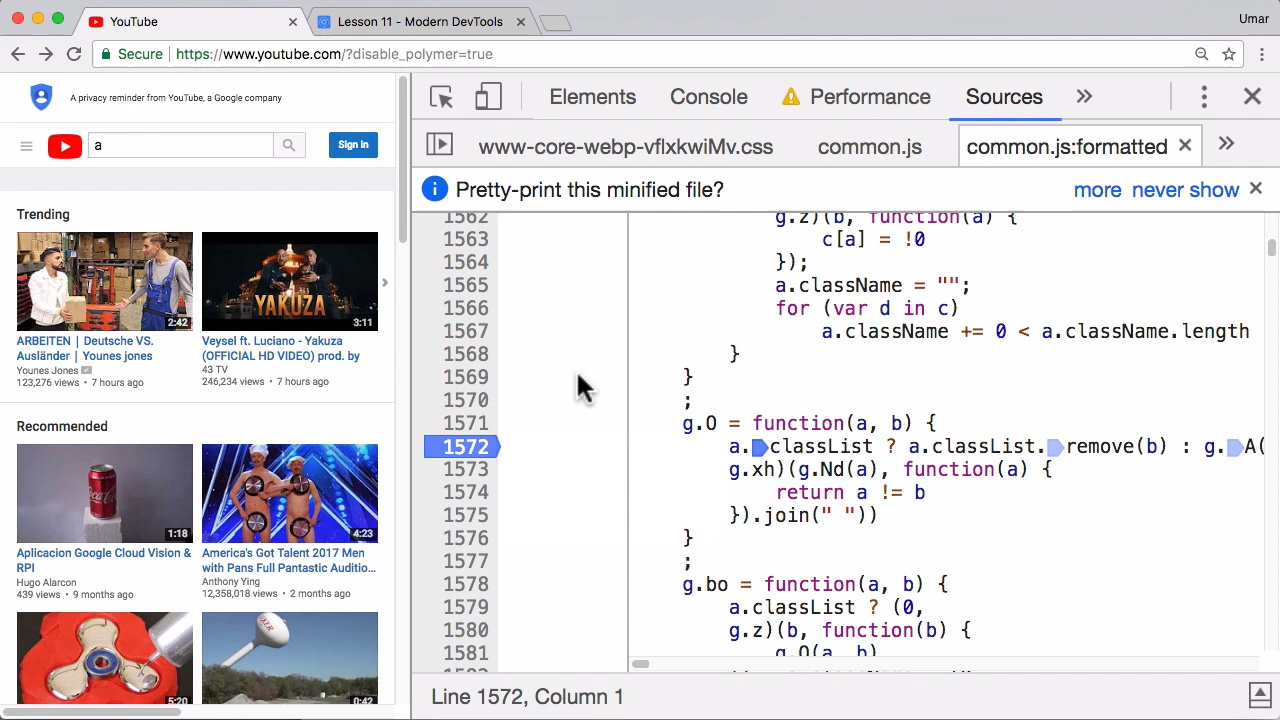 YouTube
Lesson 11 - Modern DevTools
Umar
Secure
https://www.youtube.com/?disable_polymer=true
A privacy reminder from YouTube, a Google company
a
Sign in
Trending
2:42
YAKUZA
3:11
ARBEITEN | Deutsche VS.
Ausländer | Younes jones
Younes Jones
123,276 views • 7 hours ago
Veysel ft. Luciano - Yakuza
(OFFICIAL HD VIDEO) prod. by
43 TV
246,234 views • 7 hours ago
Recommended
1:18
4:23
Aplicacion Google Cloud Vision &
RPI
Hugo Alarcon
439 views • 9 months ago
America's Got Talent 2017 Men
with Pans Full Pantastic Auditio...
Anthony Ying
12,358,018 views • 2 months ago
5:20
0:42
Elements
Console
Performance
Sources
www-core-webp-vflxkwiMv.css
common.js
common.js:formatted
Pretty-print this minified file?
more never show
1562 g.z)(b, function(a) {
1563 c[a] = !0
1564 });
1565 a.className = "";
1566 for (var d in c)
1567 a.className += 0 < a.className.length
1568 }
1569 }
1570 ;
1571 g.O = function(a, b) {
1572 a.classList ? a.classList.remove(b) : g.A(
1573 g.xh)(g.Nd(a), function(a) {
1574 return a != b
1575 }).join(" "))
1576 }
1577 ;
1578 g.bo = function(a, b) {
1579 a.classList ? (0,
1580 g.z)(b, function(b) {
1581 g.O(a, b)
Line 1572, Column 1